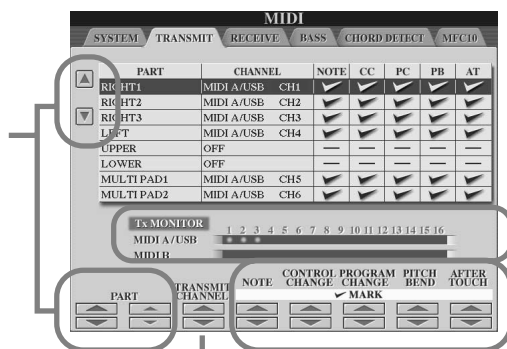 MIDI
SYSTEM TRANSMIT RECEIVE BASS CHORD DETECT MFC10
PART CHANNEL NOTE CC PC PB AT
RIGHT1 MIDI A/USB CH1
RIGHT2 MIDI A/USB CH2
RIGHT3 MIDI A/USB CH3
LEFT MIDI A/USB CH4
UPPER OFF — — — — —
LOWER OFF — — — — —
MULTI PAD1 MIDI A/USB CH5
MULTI PAD2 MIDI A/USB CH6
Tx MONITOR 1 2 3 4 5 6 7 8 9 10 11 12 13 14 15 16
MIDI A/USB
MIDI B
PART TRANSMIT CHANNEL NOTE CONTROL CHANGE PROGRAM CHANGE PITCH BEND AFTER TOUCH
MARK